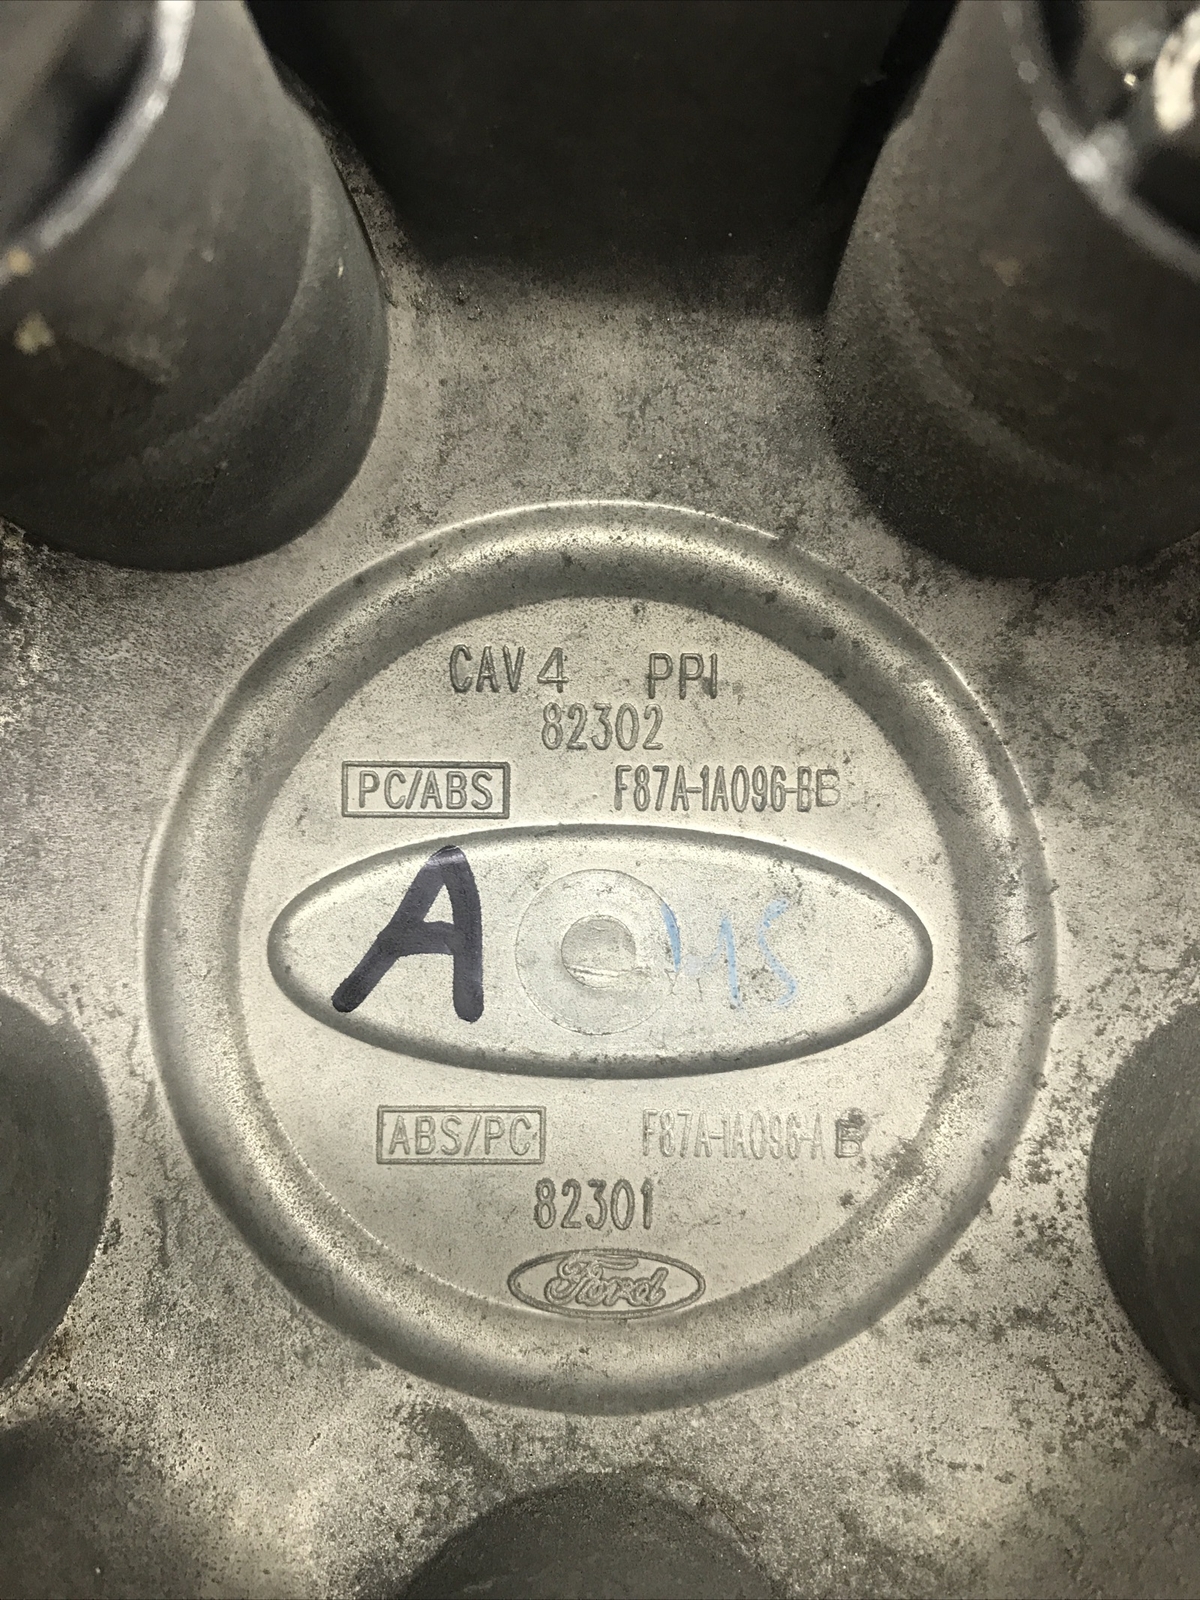 CAV 4 PPI
82302
PC/ABS F87A-1A096-BB
A
ABS/PC F87A-1A096-AB
82301
Ford